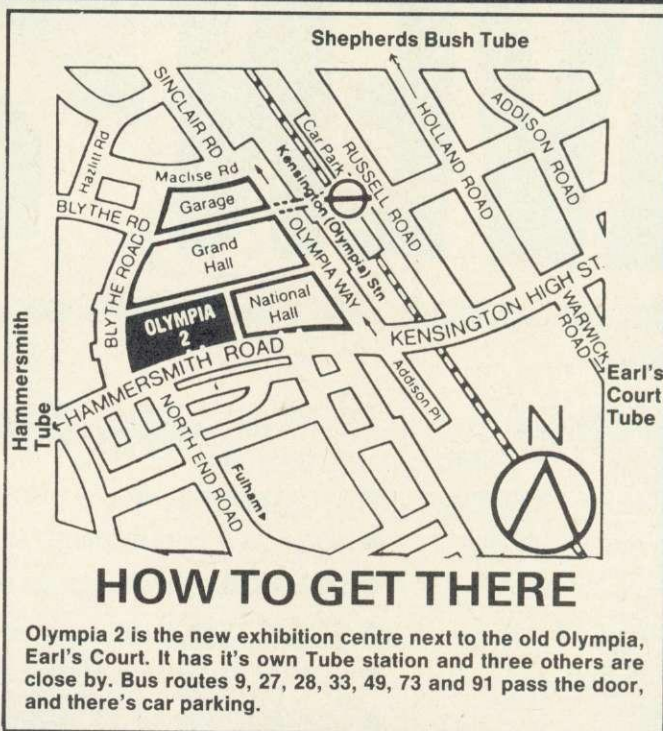 Shepherds Bush Tube
SINCLAIR RD
Car Park
RUSSELL ROAD
HOLLAND ROAD
ADDISON ROAD
Hazlitt Rd
Maclise Rd
Kensington (Olympia) Stn
BLYTHE RD
Garage
BLYTHE ROAD
Grand
Hall
OLYMPIA WAY
OLYMPIA
2
National
Hall
KENSINGTON HIGH ST.
WARWICK
ROAD
HAMMERSMITH ROAD
Hammersmith
Tube
Addison Pl
Earl's
Court
Tube
NORTH END ROAD
Fulham
N
HOW TO GET THERE
Olympia 2 is the new exhibition centre next to the old Olympia,
Earl's Court. It has it's own Tube station and three others are
close by. Bus routes 9, 27, 28, 33, 49, 73 and 91 pass the door,
and there's car parking.